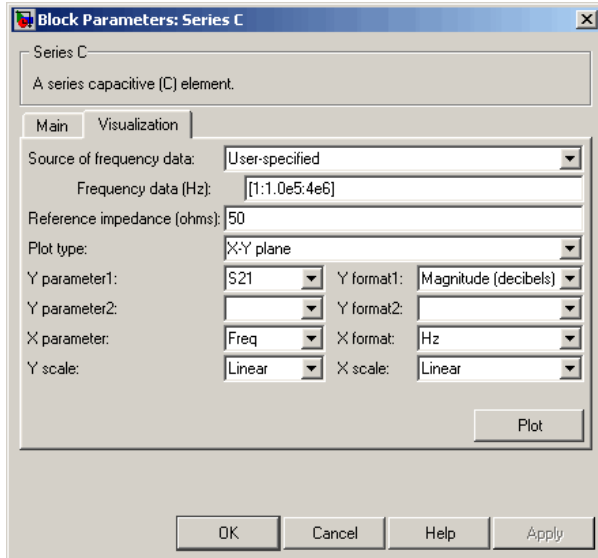 Block Parameters: Series C
Series C
A series capacitive (C) element.
Main Visualization
Source of frequency data: User-specified
Frequency data (Hz): [1:1.0e5:4e6]
Reference impedance (ohms): 50
Plot type: X-Y plane
Y parameter1: S21 Y format1: Magnitude (decibels)
Y parameter2: Y format2:
X parameter: Freq X format: Hz
Y scale: Linear X scale: Linear
Plot
OK Cancel Help Apply